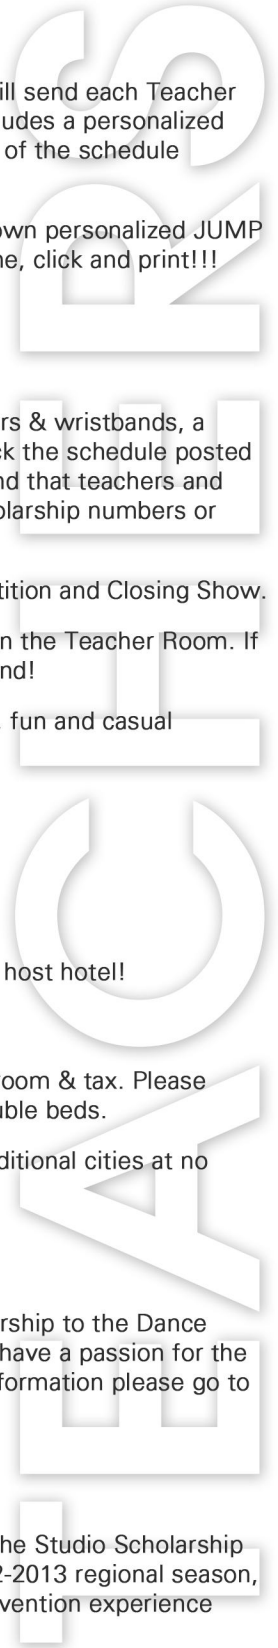 ill send each Teacher
udes a personalized
of the schedule
own personalized JUMP
ne, click and print!!!
rs & wristbands, a
ck the schedule posted
nd that teachers and
olarship numbers or
tition and Closing Show.
n the Teacher Room. If
nd!
fun and casual
host hotel!
room & tax. Please
uble beds.
ditional cities at no
rship to the Dance
have a passion for the
formation please go to
he Studio Scholarship
2-2013 regional season,
vention experience
TEACHERS